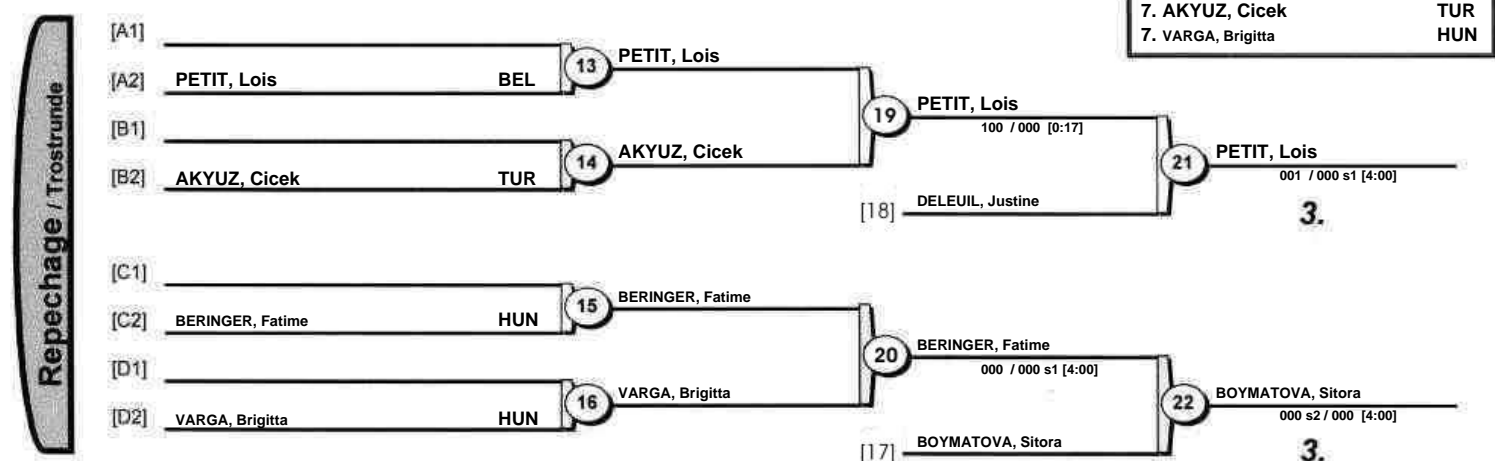 7. AKYUZ, Cicek TUR
7. VARGA, Brigitta HUN
Repechage / Trostrunde
[A1]
13 PETIT, Lois
[A2] PETIT, Lois BEL
19 PETIT, Lois
100 / 000 [0:17]
[B1]
14 AKYUZ, Cicek
[B2] AKYUZ, Cicek TUR
21 PETIT, Lois
001 / 000 s1 [4:00]
[18] DELEUIL, Justine
3.
[C1]
15 BERINGER, Fatime
[C2] BERINGER, Fatime HUN
20 BERINGER, Fatime
000 / 000 s1 [4:00]
[D1]
16 VARGA, Brigitta
[D2] VARGA, Brigitta HUN
22 BOYMATOVA, Sitora
000 s2 / 000 [4:00]
[17] BOYMATOVA, Sitora
3.